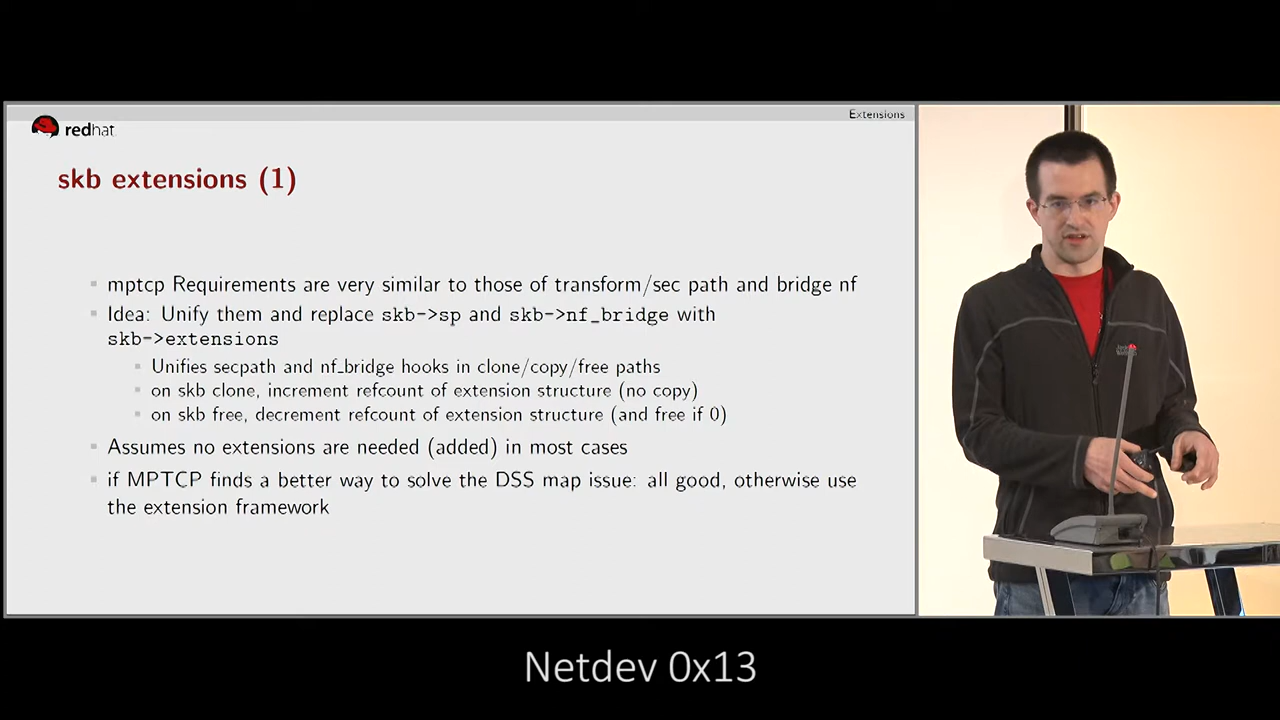 Extensions
redhat.
skb extensions (1)
mptcp Requirements are very similar to those of transform/sec path and bridge nf
Idea: Unify them and replace skb->sp and skb->nf_bridge with
skb->extensions
Unifies secpath and nf_bridge hooks in clone/copy/free paths
on skb clone, increment refcount of extension structure (no copy)
on skb free, decrement refcount of extension structure (and free if 0)
Assumes no extensions are needed (added) in most cases
if MPTCP finds a better way to solve the DSS map issue: all good, otherwise use
the extension framework
Netdev 0x13